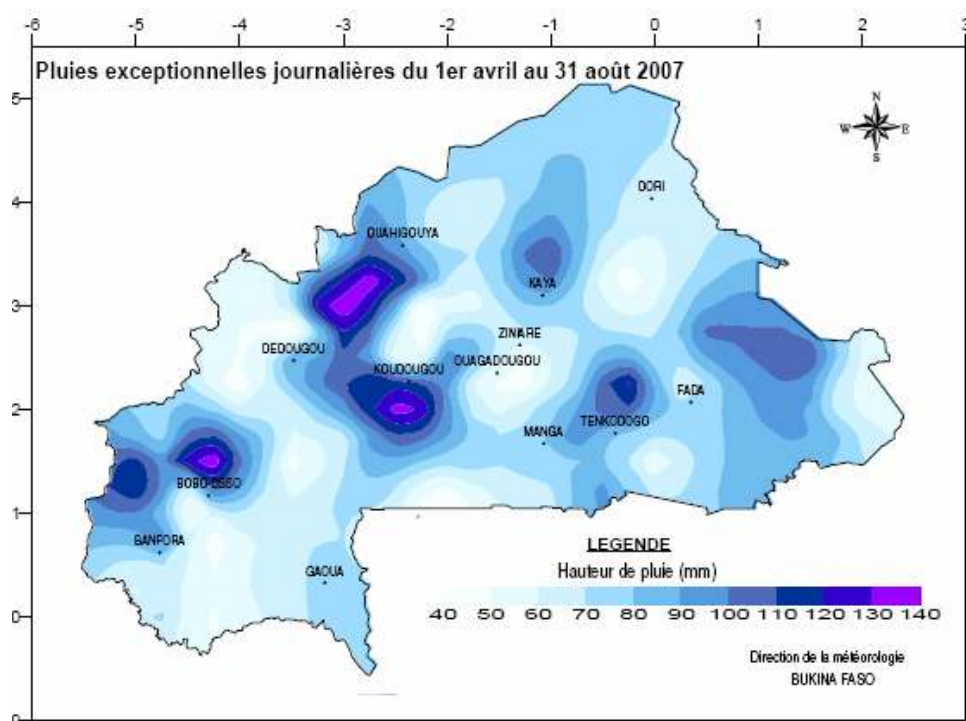 -6 -5 -4 -3 -2 -1 0 1 2 3
Pluies exceptionnelles journalières du 1er avril au 31 août 2007
5
N
W E
S
DORI
4
OUAHIGOUYA
KAYA
3
ZINIARE
DEDOUGOU
OUAGADOUGOU
KOUDOUGOU
FADA
2
TENKODOGO
MANGA
BOBO-DSSO
1
BANFORA
LEGENDE
GAOUA
Hauteur de pluie (mm)
0
40 50 60 70 80 90 100 110 120 130 140
Direction de la météorologie
BUKINA FASO